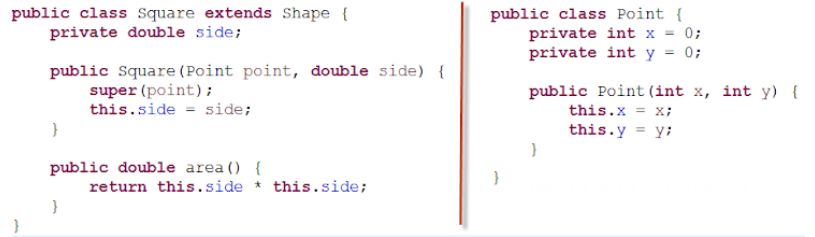 public class Square extends Shape {
    private double side;
    public Square(Point point, double side) {
        super(point);
        this.side = side;
    }
    public double area() {
        return this.side * this.side;
    }
}
public class Point {
    private int x = 0;
    private int y = 0;
    public Point(int x, int y) {
        this.x = x;
        this.y = y;
    }
}